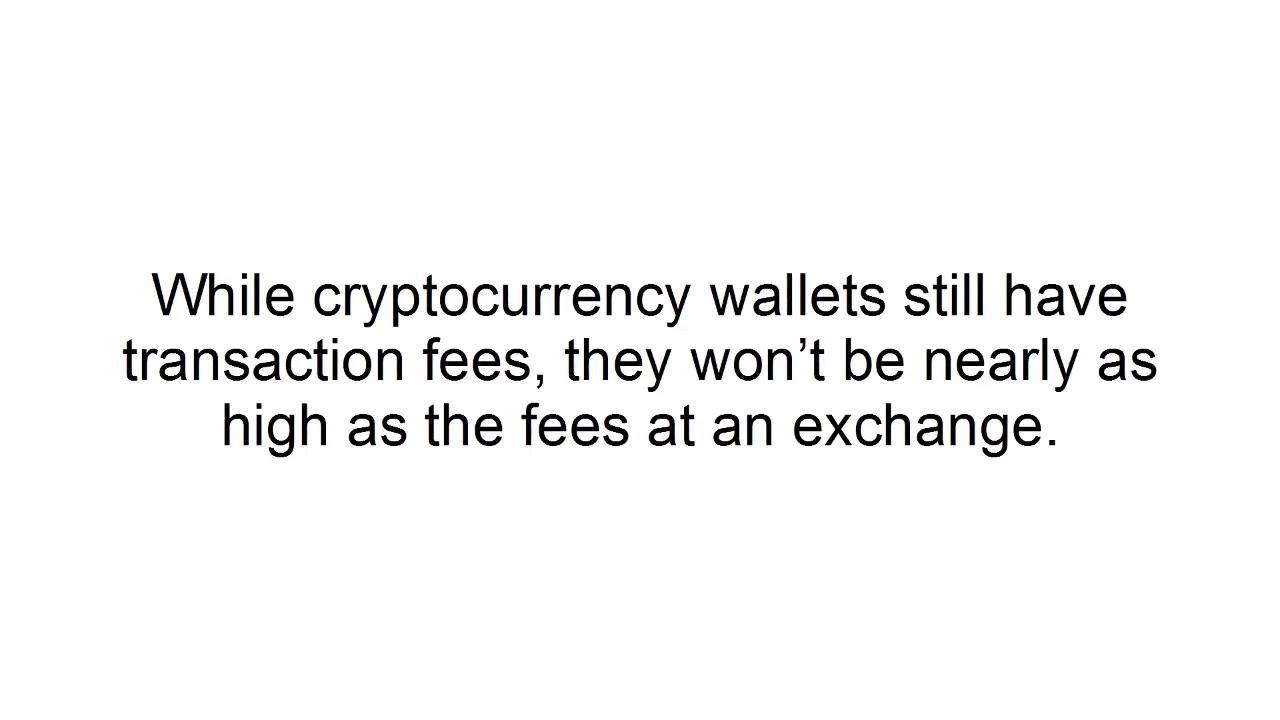 While cryptocurrency wallets still have
transaction fees, they won’t be nearly as
high as the fees at an exchange.